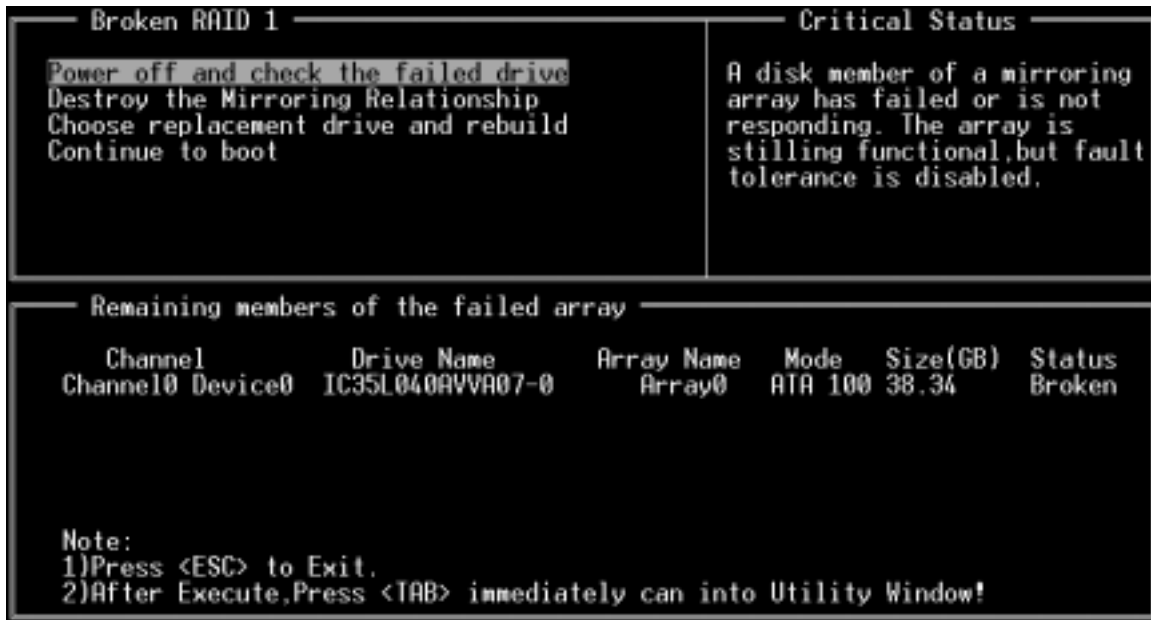 Broken RAID 1
Power off and check the failed drive
Destroy the Mirroring Relationship
Choose replacement drive and rebuild
Continue to boot
Critical Status
A disk member of a mirroring
array has failed or is not
responding. The array is
stilling functional,but fault
tolerance is disabled.
Remaining members of the failed array
Channel Drive Name Array Name Mode Size(GB) Status
Channel0 Device0 IC35L040AVVA07-0 Array0 ATA 100 38.34 Broken
Note:
1)Press <ESC> to Exit.
2)After Execute,Press <TAB> immediately can into Utility Window!